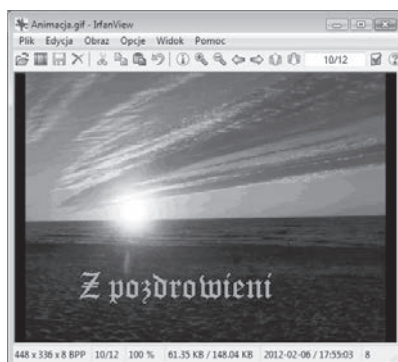 Animacja.gif - IrfanView
Plik Edycja Obraz Opcje Widok Pomoc
10/12
Z pozdrowieni
448 x 336 x 8 BPP 10/12 100 % 61.35 KB / 148.04 KB 2012-02-06 / 17:55:03 8